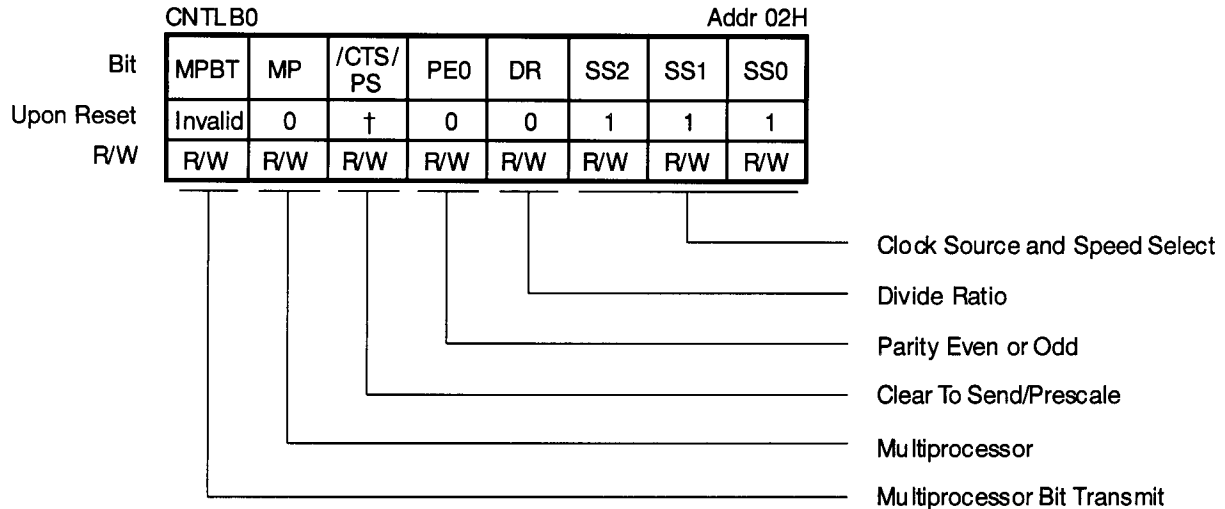 CNTLB0 Addr 02H
Bit MPBT MP /CTS/ PS PE0 DR SS2 SS1 SS0
Upon Reset Invalid 0 † 0 0 1 1 1
R/W R/W R/W R/W R/W R/W R/W R/W R/W
Clock Source and Speed Select
Divide Ratio
Parity Even or Odd
Clear To Send/Prescale
Multiprocessor
Multiprocessor Bit Transmit